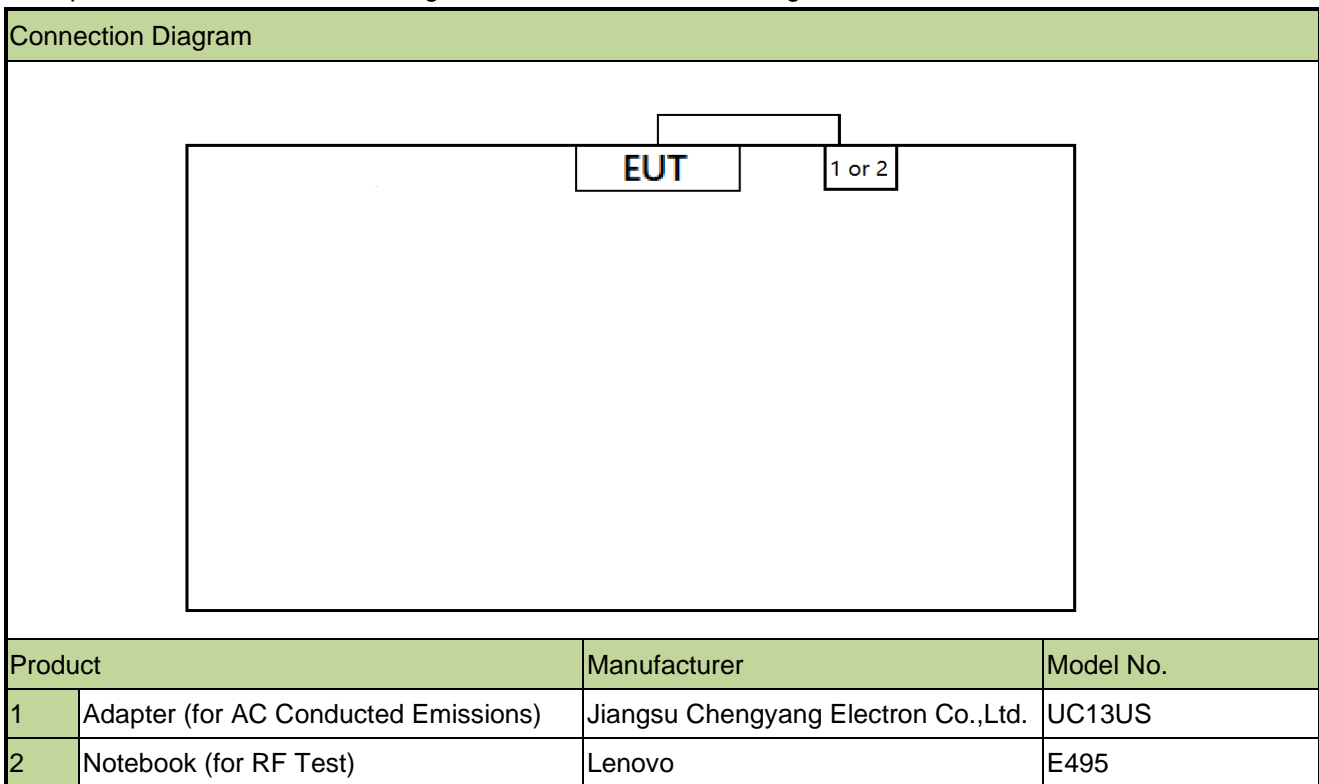 Connection Diagram
EUT
1 or 2
Product Manufacturer Model No.
1 Adapter (for AC Conducted Emissions) Jiangsu Chengyang Electron Co.,Ltd. UC13US
2 Notebook (for RF Test) Lenovo E495